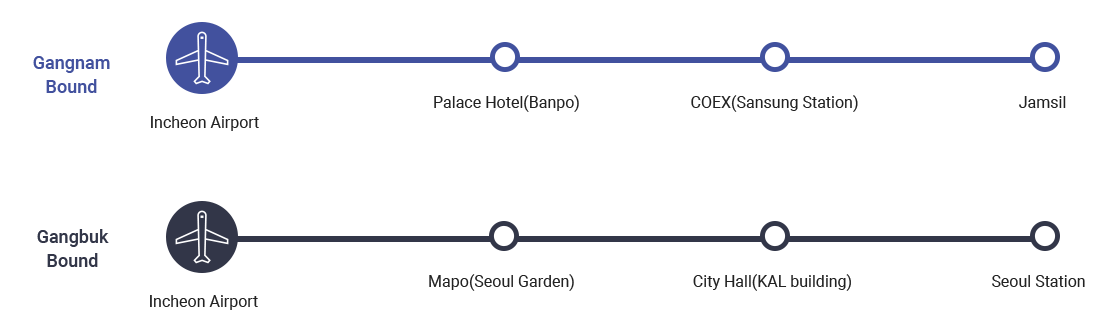 Gangnam
Bound
Incheon Airport
Palace Hotel(Banpo)
COEX(Sansung Station)
Jamsil
Gangbuk
Bound
Incheon Airport
Mapo(Seoul Garden)
City Hall(KAL building)
Seoul Station